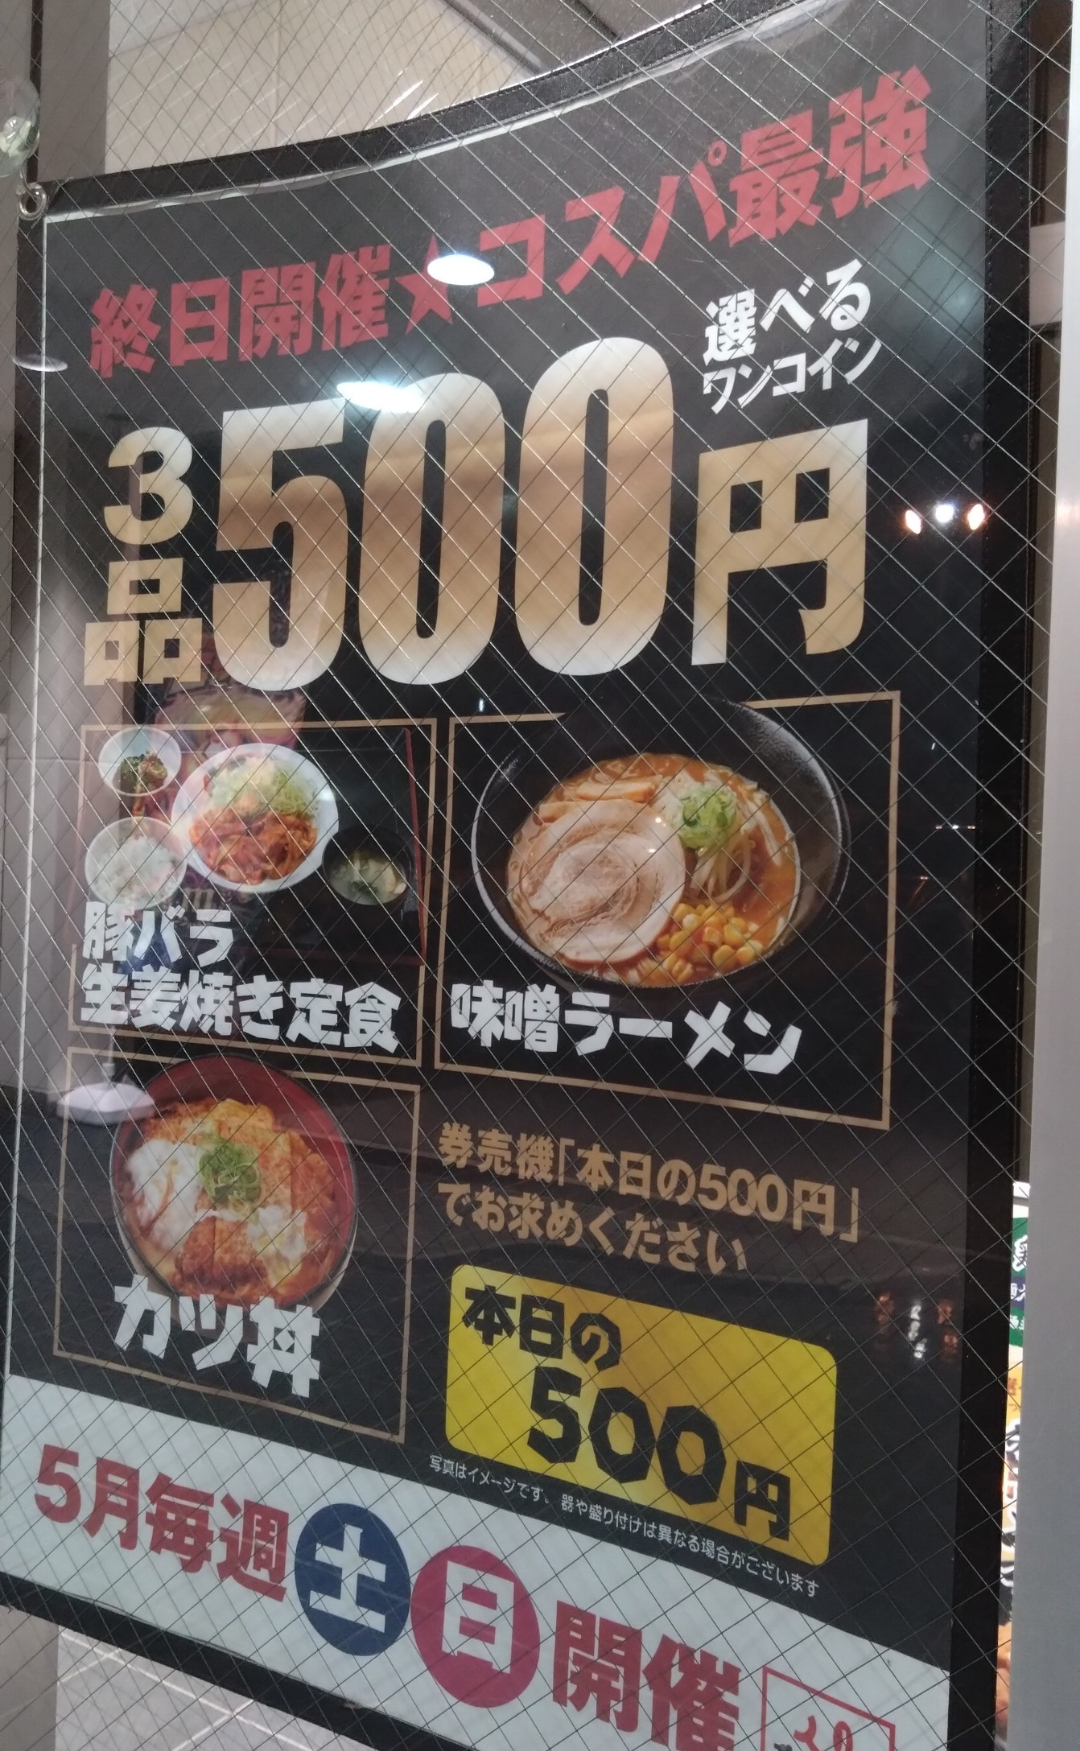 終日開催★コスパ最強
選べる
ワンコイン
3品500円
豚バラ
生姜焼き定食
味噌ラーメン
カツ丼
券売機「本日の500円」
でお求めください
本日の
500円
写真はイメージです。器や盛り付けは異なる場合がございます
5月毎週土日開催